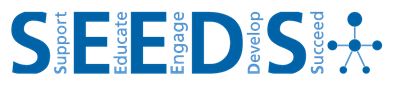 SEEDS
Support
Educate
Engage
Develop
Succeed